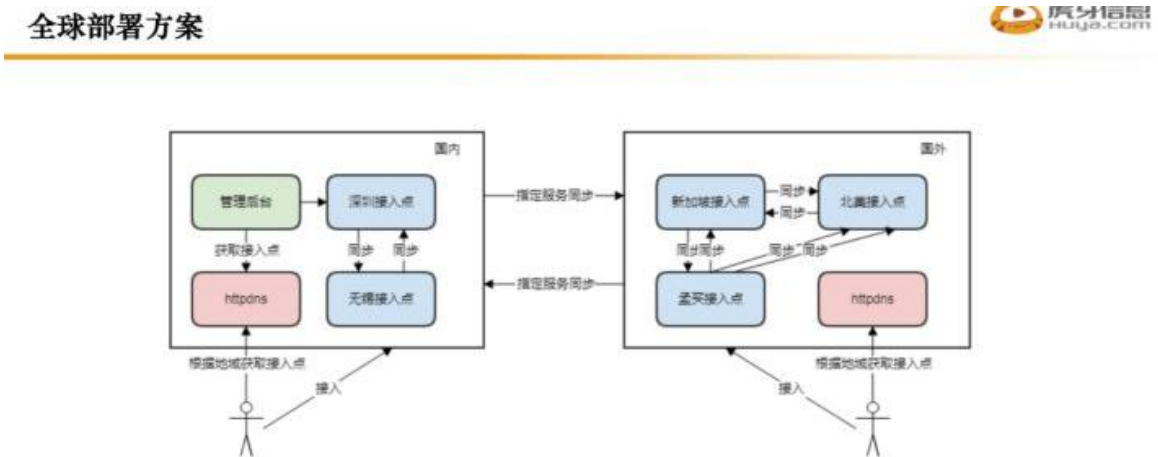 全球部署方案
虎牙信息
HUYA.COM
国内
国外
管理后台
深圳接入点
指定服务同步
新加坡接入点
同步
北美接入点
同步
获取接入点
同步
同步
同步
同步
同步
同步
httpdns
无锡接入点
指定服务同步
孟买接入点
httpdns
根据地域获取接入点
根据地域获取接入点
接入
接入